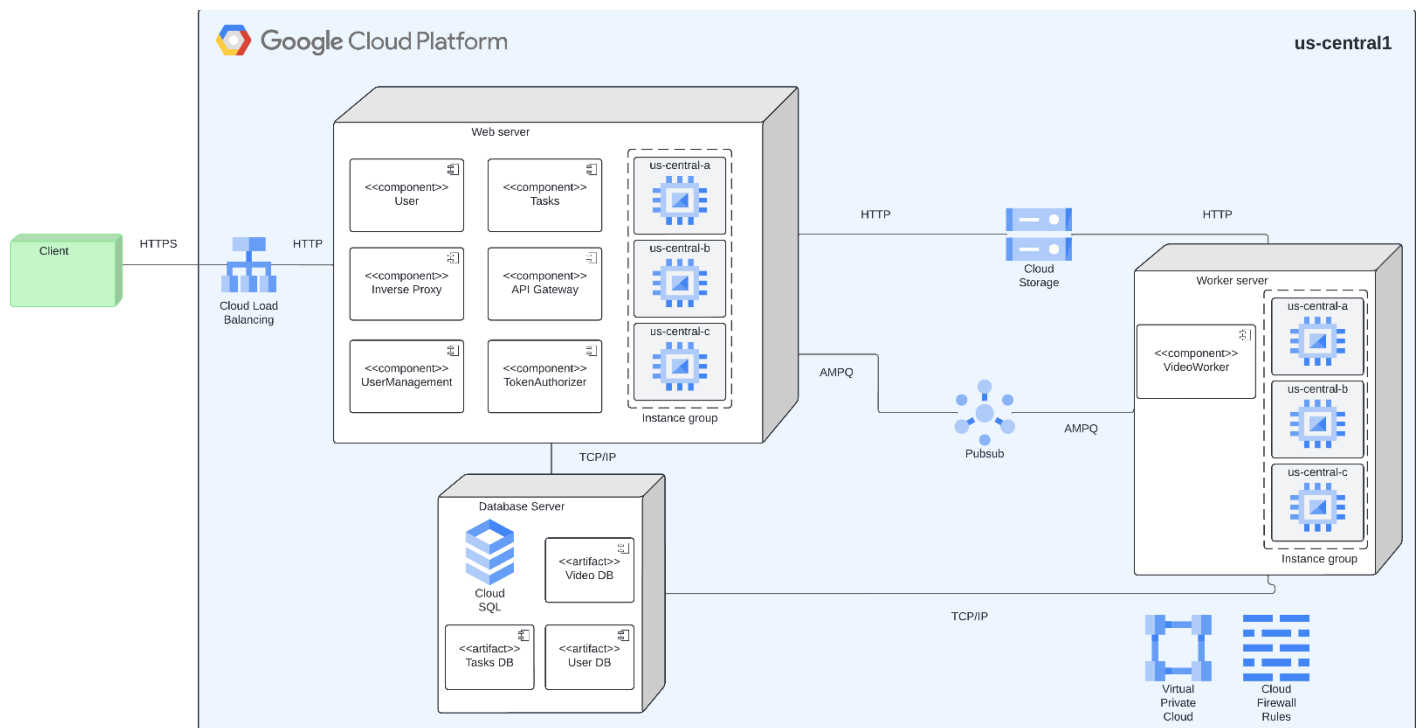 Google Cloud Platform
us-central1
Web server
<<component>>
User
<<component>>
Tasks
us-central-a
<<component>>
Inverse Proxy
<<component>>
API Gateway
us-central-b
<<component>>
UserManagement
<<component>>
TokenAuthorizer
us-central-c
Instance group
Client
HTTPS
Cloud Load
Balancing
HTTP
HTTP
Cloud
Storage
HTTP
AMPQ
Pubsub
AMPQ
Worker server
<<component>>
VideoWorker
us-central-a
us-central-b
us-central-c
Instance group
TCP/IP
Database Server
Cloud
SQL
<<artifact>>
Video DB
<<artifact>>
Tasks DB
<<artifact>>
User DB
TCP/IP
Virtual
Private
Cloud
Cloud
Firewall
Rules